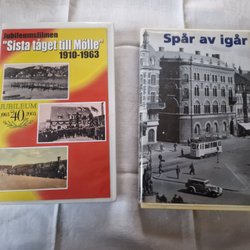 Jubileumsfilmen
"Sista tåget till Mölle"
1910-1963
JUBILEUM
1963 40 2003
Spår av igår